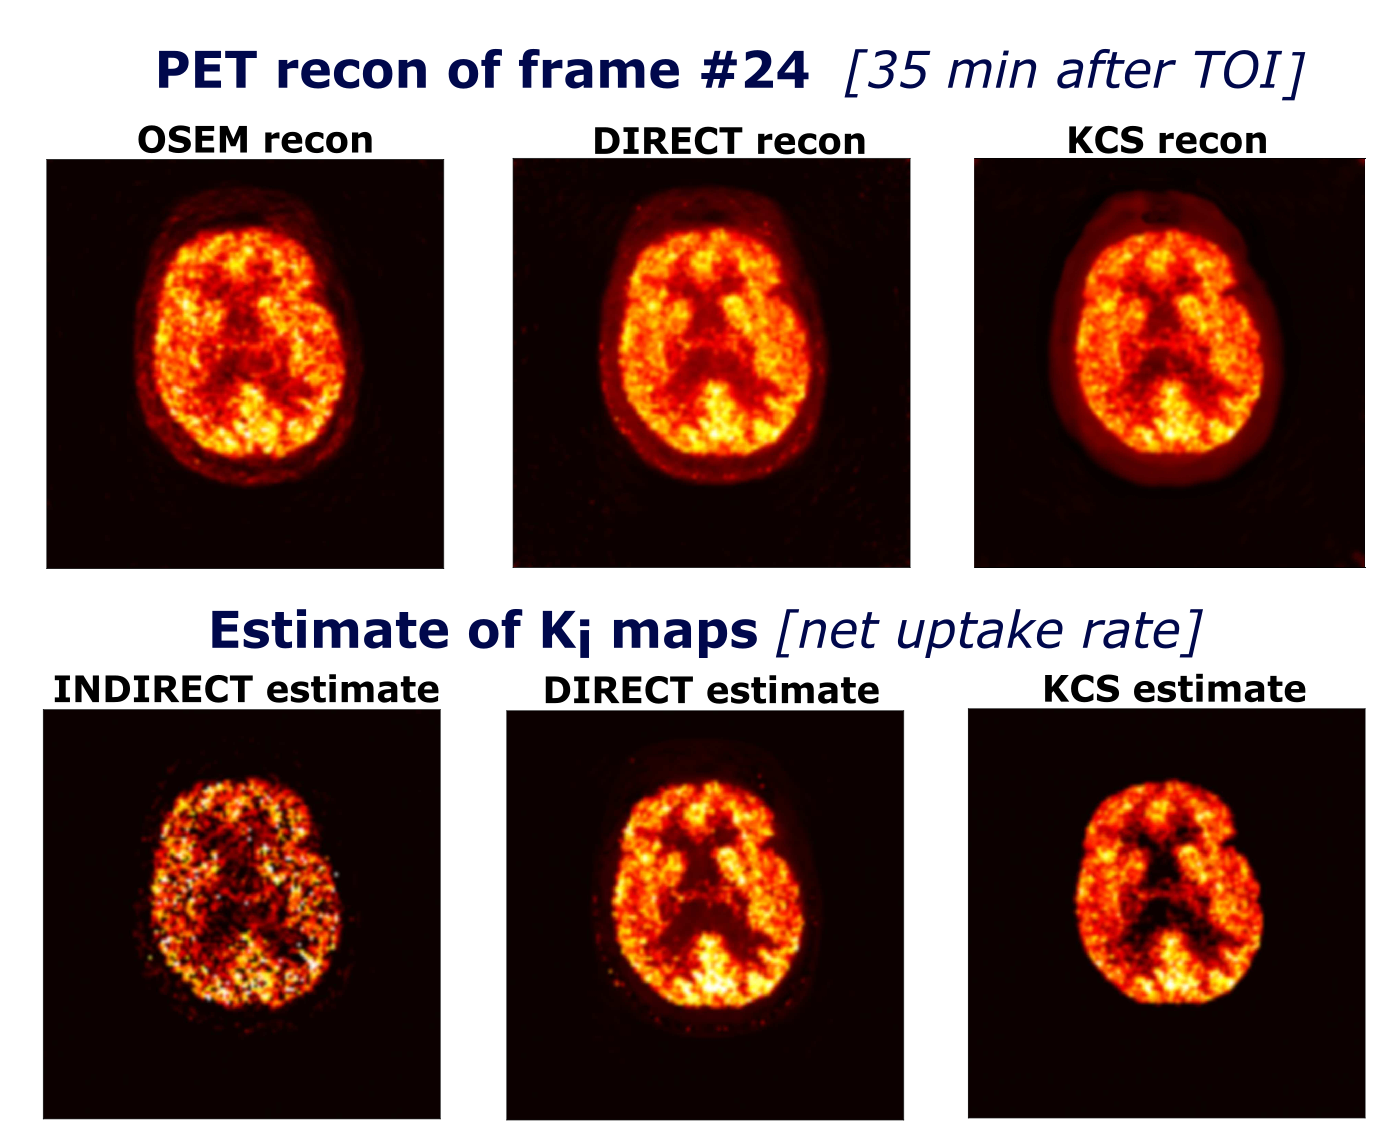 PET recon of frame #24 [35 min after TOI]
OSEM recon DIRECT recon KCS recon
Estimate of Ki maps [net uptake rate]
INDIRECT estimate DIRECT estimate KCS estimate